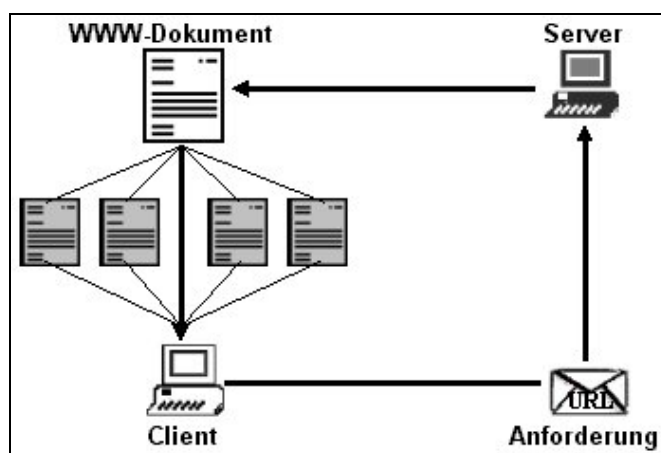 WWW-Dokument
Server
Client
URL
Anforderung